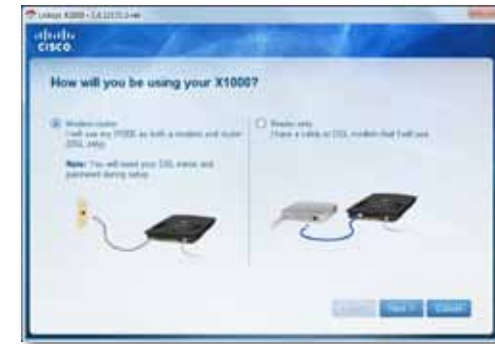 CISCO
How will you be using your X1000?
Modem router
I will use my X1000 as both a modem and router
(DSL setup)
Router only
I have a cable or DSL modem that I will use
Note: You will need your DSL name and
password during setup.
Next >
Cancel